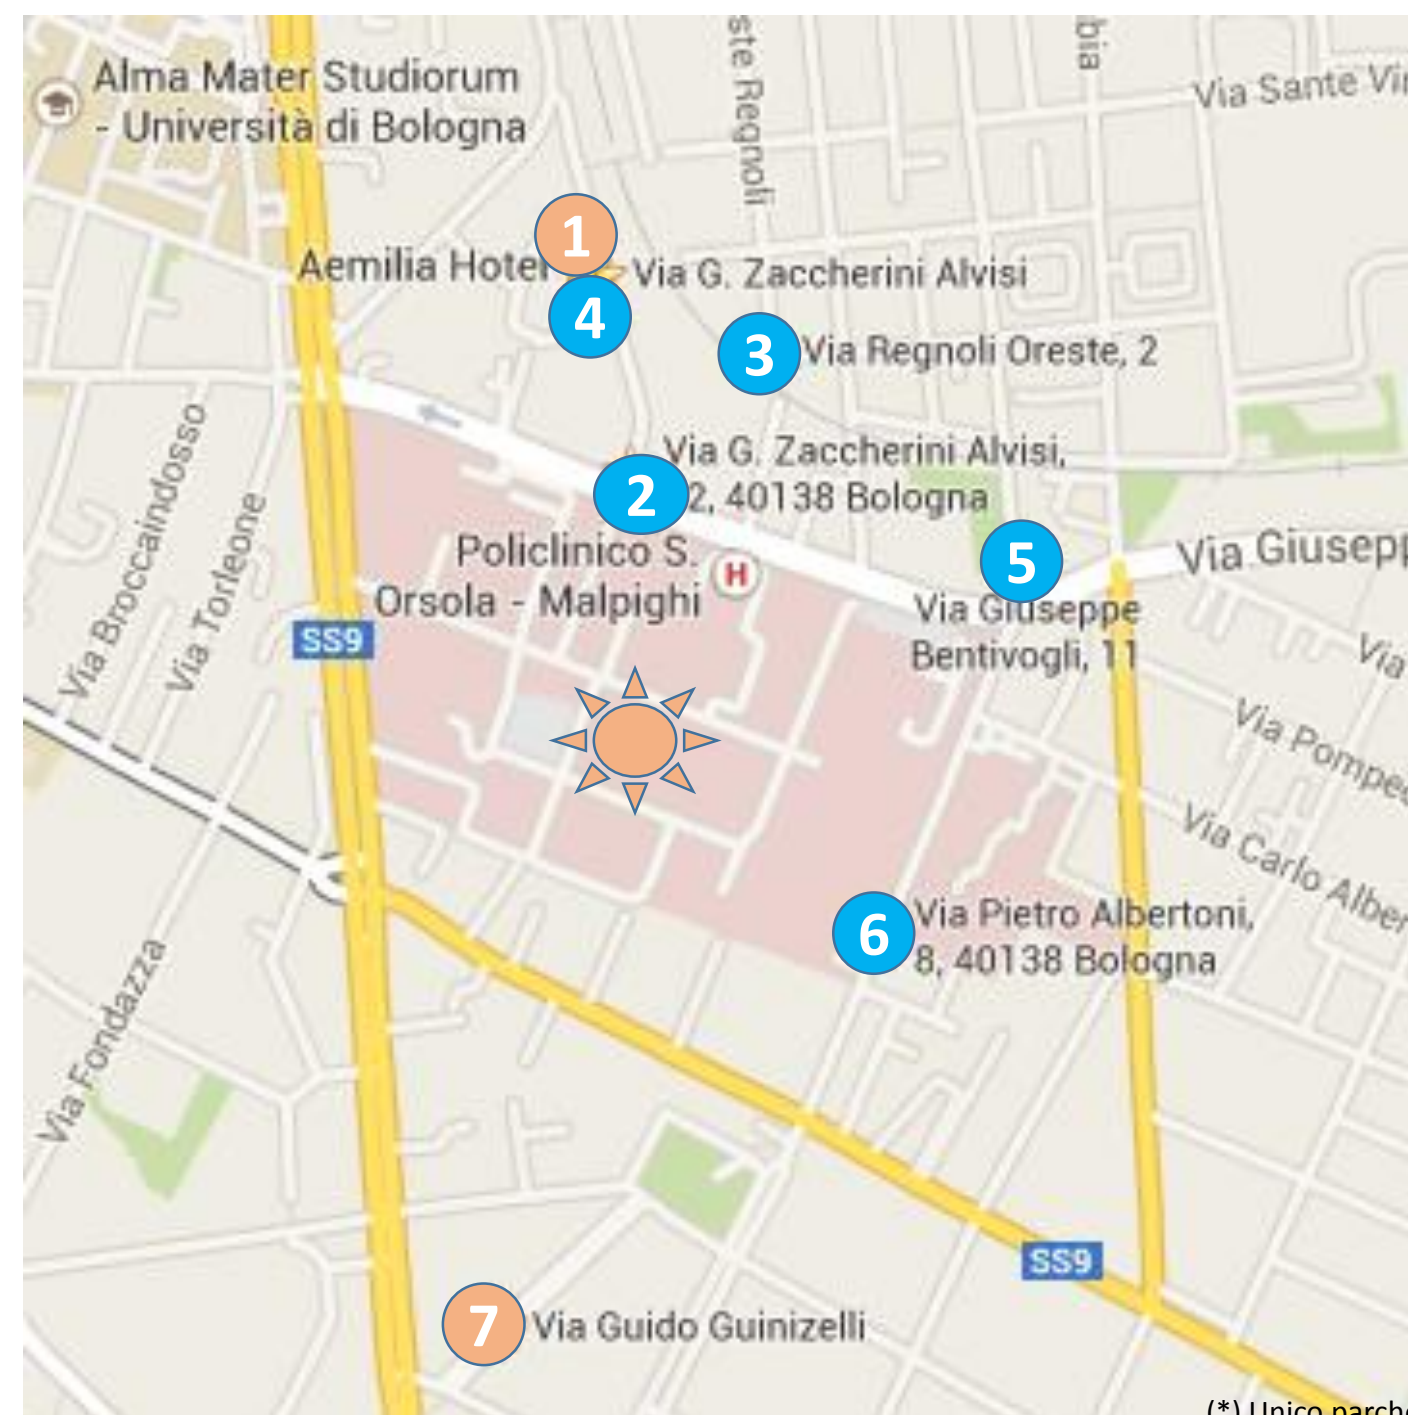 ste Regnoli
bia
Via Sante Vi
Alma Mater Studiorum
- Università di Bologna
1
Aemilia Hotel
Via G. Zaccherini Alvisi
4
3
Via Regnoli Oreste, 2
Via Broccaindosso
Via Torleone
Via G. Zaccherini Alvisi,
2
2, 40138 Bologna
Policlinico S.
Orsola - Malpighi
H
5
Via Giusepp
Via Giuseppe
Bentivogli, 11
SS9
Via
Via Pompeo
Via Carlo Alber
6
Via Pietro Albertoni,
8, 40138 Bologna
Via Fondazza
SS9
7
Via Guido Guinizelli
(*) Unico parche